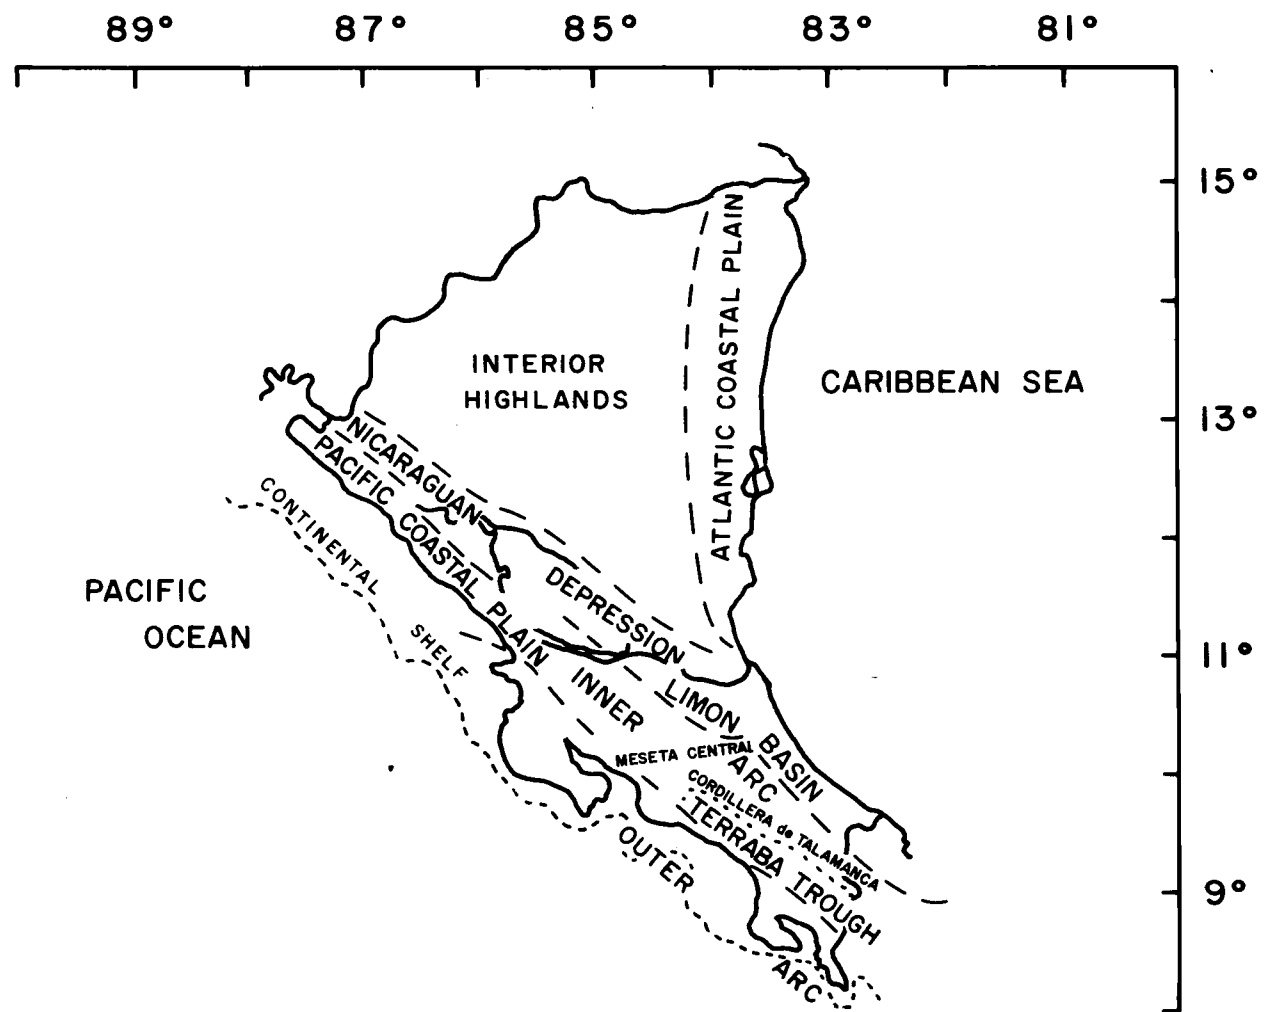 89° 87° 85° 83° 81°
15°
INTERIOR
HIGHLANDS
ATLANTIC COASTAL PLAIN
CARIBBEAN SEA
13°
NICARAGUAN DEPRESSION
PACIFIC COASTAL PLAIN
CONTINENTAL SHELF
PACIFIC
OCEAN
11°
INNER ARC
LIMON BASIN
MESETA CENTRAL
CORDILLERA de TALAMANCA
TERRABA TROUGH
9°
OUTER ARC